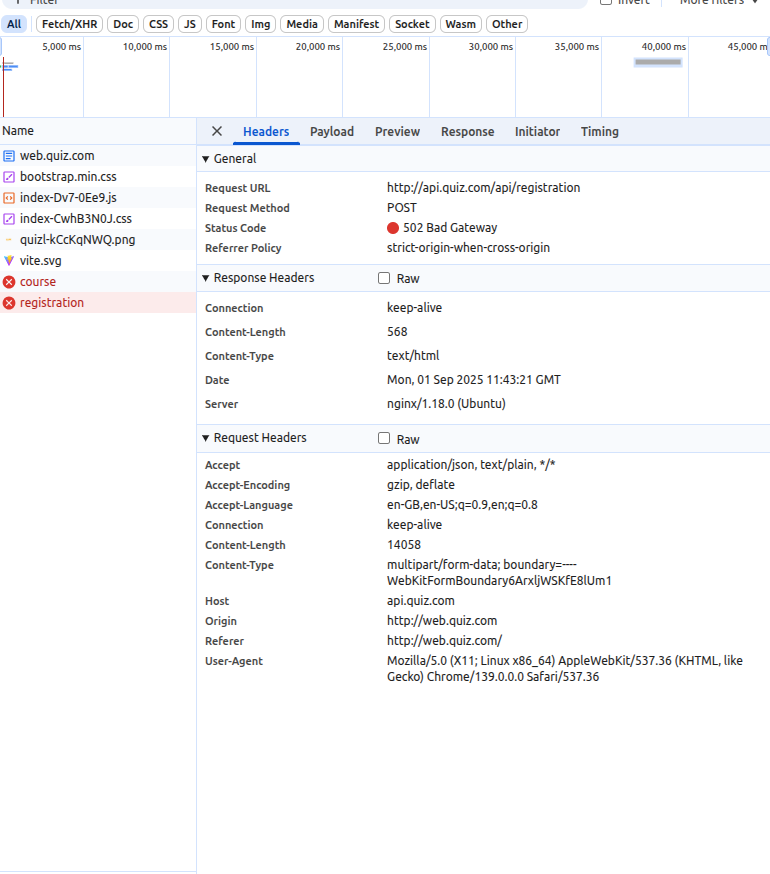 Filter Invert More filters
All Fetch/XHR Doc CSS JS Font Img Media Manifest Socket Wasm Other
5,000 ms 10,000 ms 15,000 ms 20,000 ms 25,000 ms 30,000 ms 35,000 ms 40,000 ms 45,000 m
Name
web.quiz.com
bootstrap.min.css
index-Dv7-0Ee9.js
index-CwhB3N0J.css
quizl-kCcKqNWQ.png
vite.svg
course
registration
Headers Payload Preview Response Initiator Timing
General
Request URL http://api.quiz.com/api/registration
Request Method POST
Status Code 502 Bad Gateway
Referrer Policy strict-origin-when-cross-origin
Response Headers Raw
Connection keep-alive
Content-Length 568
Content-Type text/html
Date Mon, 01 Sep 2025 11:43:21 GMT
Server nginx/1.18.0 (Ubuntu)
Request Headers Raw
Accept application/json, text/plain, */*
Accept-Encoding gzip, deflate
Accept-Language en-GB,en-US;q=0.9,en;q=0.8
Connection keep-alive
Content-Length 14058
Content-Type multipart/form-data; boundary=----
WebKitFormBoundary6ArxljWSKfE8lUm1
Host api.quiz.com
Origin http://web.quiz.com
Referer http://web.quiz.com/
User-Agent Mozilla/5.0 (X11; Linux x86_64) AppleWebKit/537.36 (KHTML, like
Gecko) Chrome/139.0.0.0 Safari/537.36